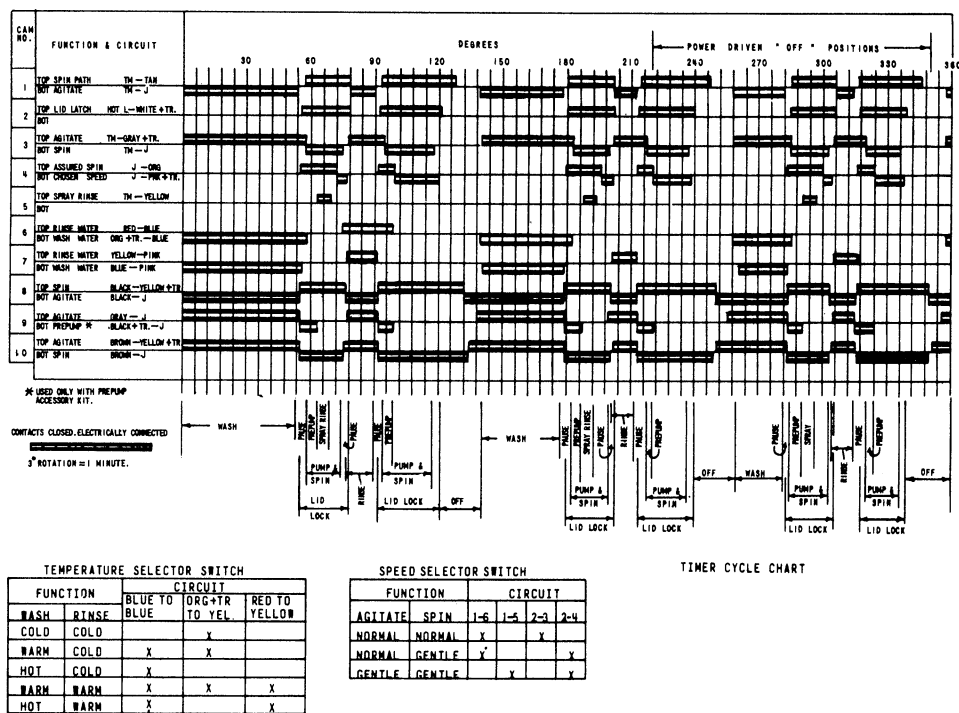 CAM NO.
FUNCTION & CIRCUIT
DEGREES
POWER DRIVEN "OFF" POSITIONS
30 60 90 120 150 180 210 240 270 300 330 360
1 TOP SPIN PATH TM-TAN
BOT AGITATE TM-J
2 TOP LID LATCH HOT L-WHITE+TR.
BOT
3 TOP AGITATE TM-GRAY+TR.
BOT SPIN TM-J
4 TOP ASSURED SPIN J-ORG
BOT CHOSEN SPEED J-PNK+TR.
5 TOP SPRAY RINSE TM-YELLOW
BOT
6 TOP RINSE WATER RED-BLUE
BOT WASH WATER ORG+TR.-BLUE
7 TOP RINSE WATER YELLOW-PINK
BOT WASH WATER BLUE-PINK
8 TOP SPIN BLACK-YELLOW+TR
BOT AGITATE BLACK-J
9 TOP AGITATE GRAY-J
BOT PREPUMP * BLACK+TR.-J
10 TOP AGITATE BROWN-YELLOW+TR
BOT SPIN BROWN-J
* USED ONLY WITH PREPUMP
ACCESSORY KIT.
CONTACTS CLOSED. ELECTRICALLY CONNECTED
3° ROTATION = 1 MINUTE.
WASH
PAUSE
PREPUMP
SPRAY RINSE
PAUSE
PAUSE
PREPUMP
PUMP &
SPIN
RINSE
PUMP &
SPIN
LID
LOCK
LID LOCK
OFF
WASH
PAUSE
PREPUMP
SPRAY RINSE
PAUSE
RINSE
PAUSE
PREPUMP
PUMP &
SPIN
PUMP &
SPIN
LID LOCK
LID LOCK
OFF
WASH
PAUSE
PREPUMP
SPRAY
RINSE
PAUSE
PREPUMP
PUMP &
SPIN
PUMP &
SPIN
LID LOCK
LID LOCK
OFF
TEMPERATURE SELECTOR SWITCH
FUNCTION CIRCUIT
WASH RINSE BLUE TO BLUE ORG+TR TO YEL. RED TO YELLOW
COLD COLD X
WARM COLD X X
HOT COLD X
WARM WARM X X X
HOT WARM X X
SPEED SELECTOR SWITCH
FUNCTION CIRCUIT
AGITATE SPIN 1-6 1-5 2-3 2-4
NORMAL NORMAL X X
NORMAL GENTLE X X
GENTLE GENTLE X X
TIMER CYCLE CHART